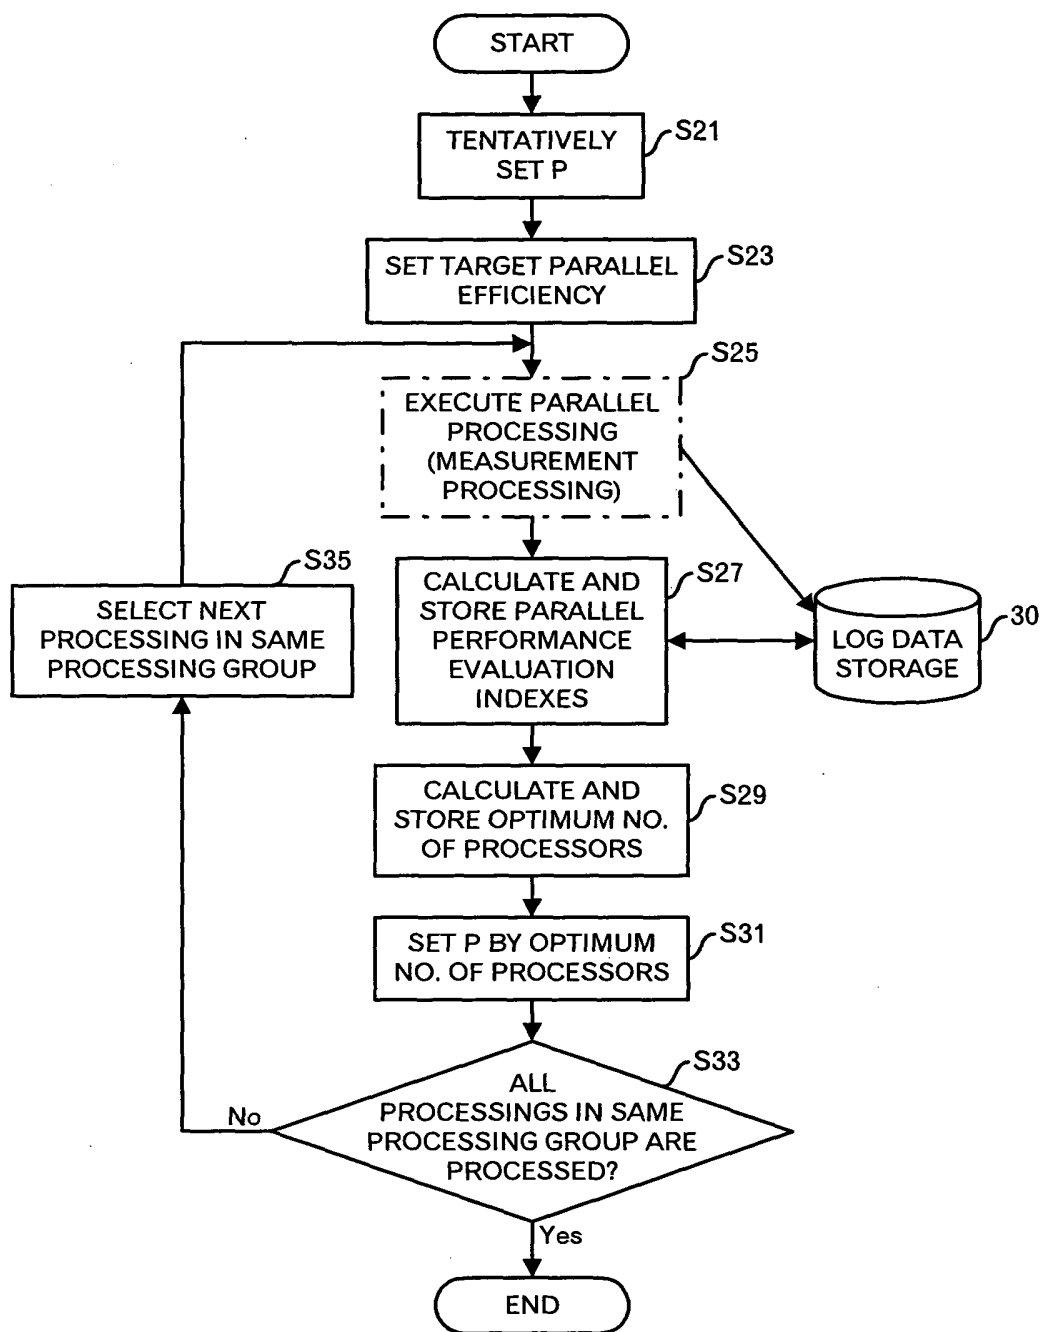 START
TENTATIVELY
SET P
S21
SET TARGET PARALLEL
EFFICIENCY
S23
EXECUTE PARALLEL
PROCESSING
(MEASUREMENT
PROCESSING)
S25
CALCULATE AND
STORE PARALLEL
PERFORMANCE
EVALUATION
INDEXES
S27
LOG DATA
STORAGE
30
SELECT NEXT
PROCESSING IN SAME
PROCESSING GROUP
S35
CALCULATE AND
STORE OPTIMUM NO.
OF PROCESSORS
S29
SET P BY OPTIMUM
NO. OF PROCESSORS
S31
ALL
PROCESSINGS IN SAME
PROCESSING GROUP ARE
PROCESSED?
S33
No
Yes
END